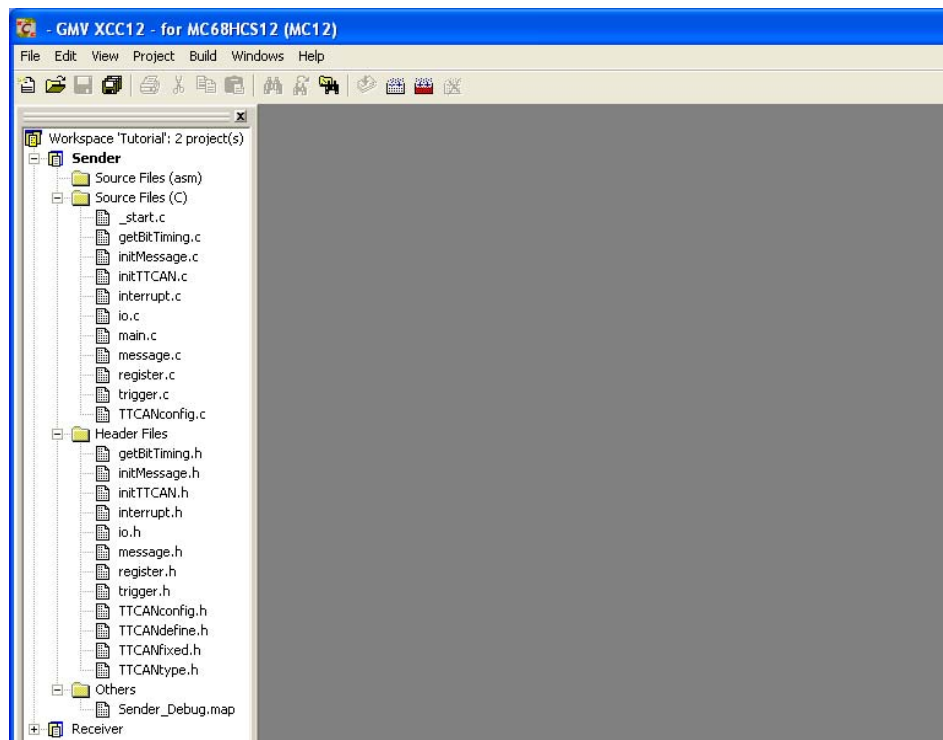 - GMV XCC12 - for MC68HCS12 (MC12)
File Edit View Project Build Windows Help
Workspace 'Tutorial': 2 project(s)
Sender
Source Files (asm)
Source Files (C)
_start.c
getBitTiming.c
initMessage.c
initTTCAN.c
interrupt.c
io.c
main.c
message.c
register.c
trigger.c
TTCANconfig.c
Header Files
getBitTiming.h
initMessage.h
initTTCAN.h
interrupt.h
io.h
message.h
register.h
trigger.h
TTCANconfig.h
TTCANdefine.h
TTCANfixed.h
TTCANtype.h
Others
Sender_Debug.map
Receiver